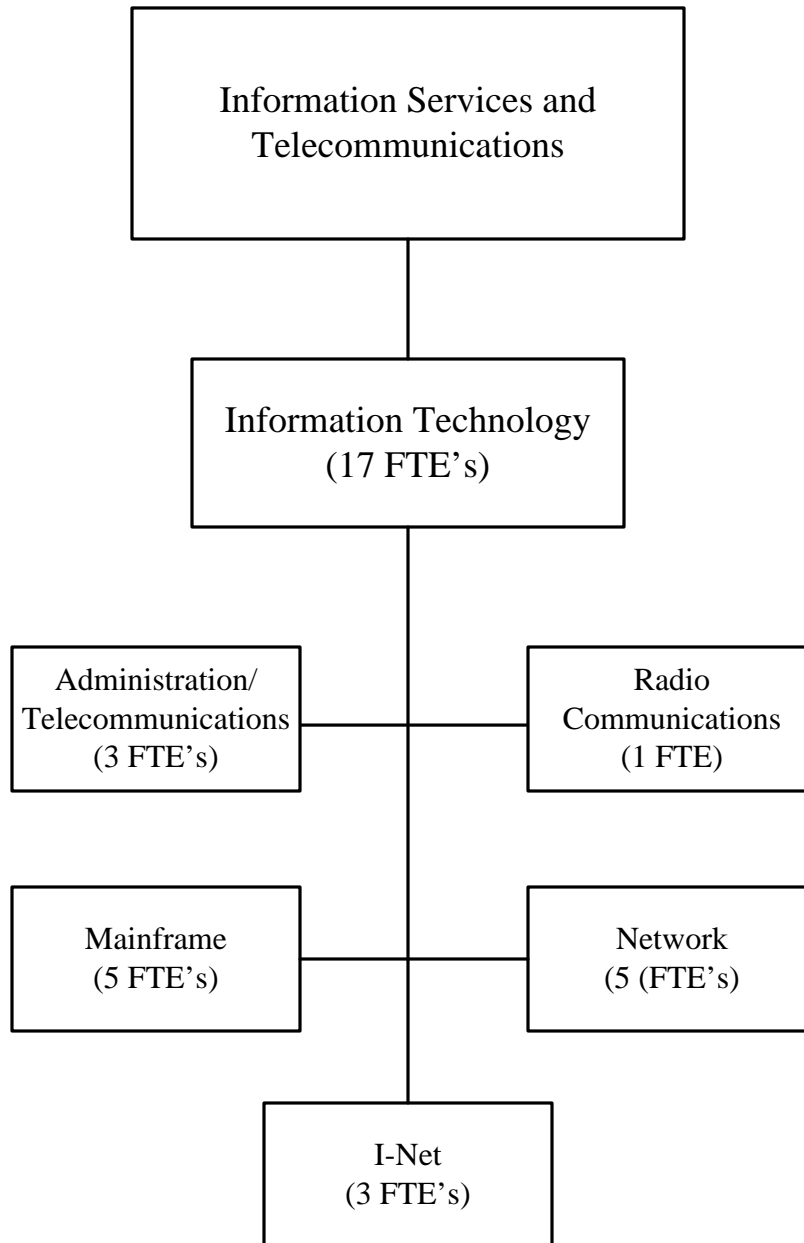 Information Services and
Telecommunications
Information Technology
(17 FTE’s)
Administration/
Telecommunications
(3 FTE’s)
Radio
Communications
(1 FTE)
Mainframe
(5 FTE’s)
Network
(5 (FTE’s)
I-Net
(3 FTE’s)